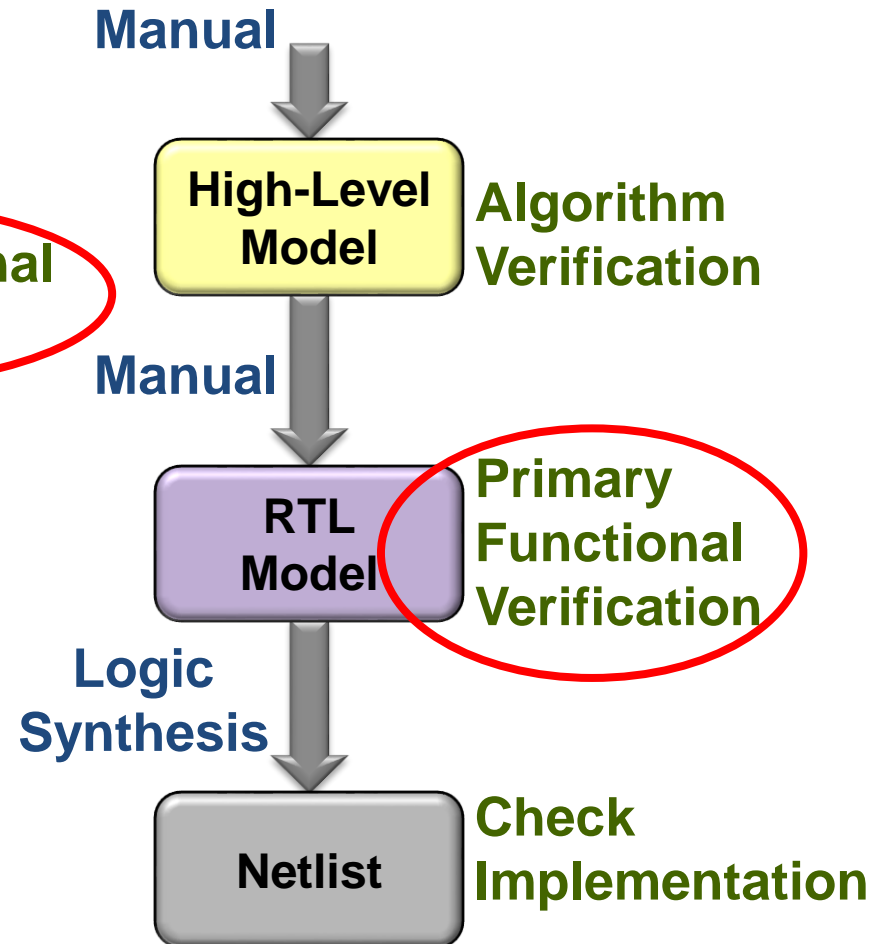 Manual
High-Level
Model
Algorithm
Verification
Manual
RTL
Model
Primary
Functional
Verification
Logic
Synthesis
Netlist
Check
Implementation